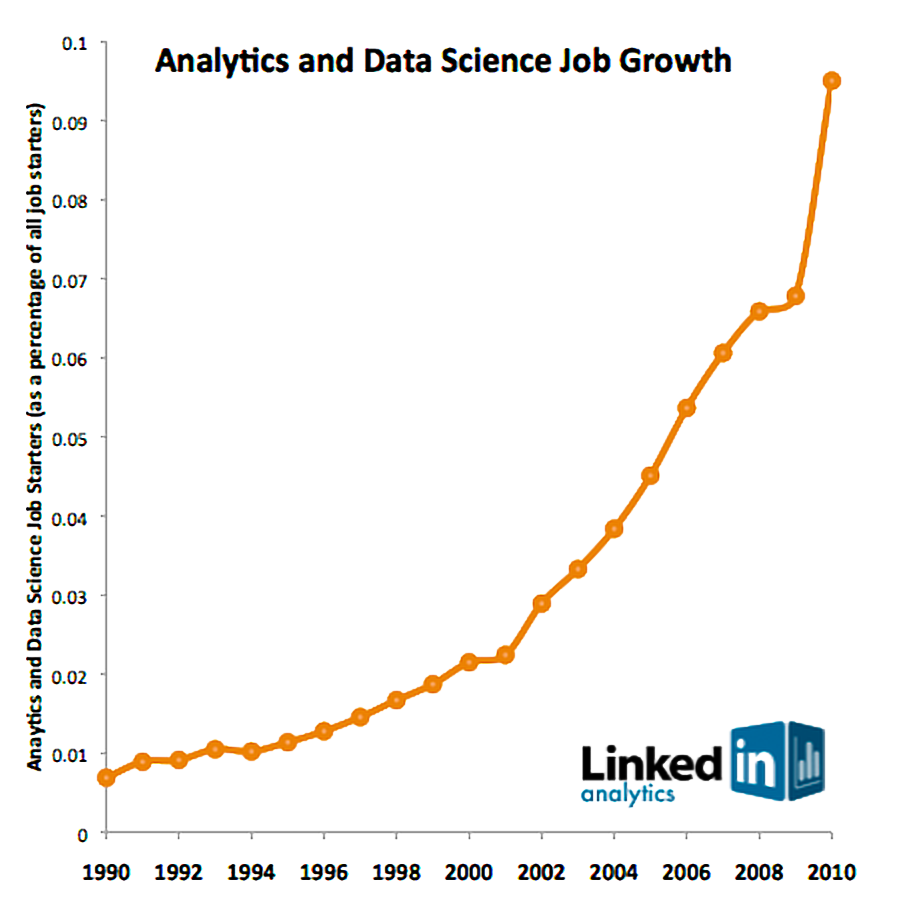 Analytics and Data Science Job Growth
Anaytics and Data Science Job Starters (as a percentage of all job starters)
0.1
0.09
0.08
0.07
0.06
0.05
0.04
0.03
0.02
0.01
0
1990 1992 1994 1996 1998 2000 2002 2004 2006 2008 2010
Linked in
analytics